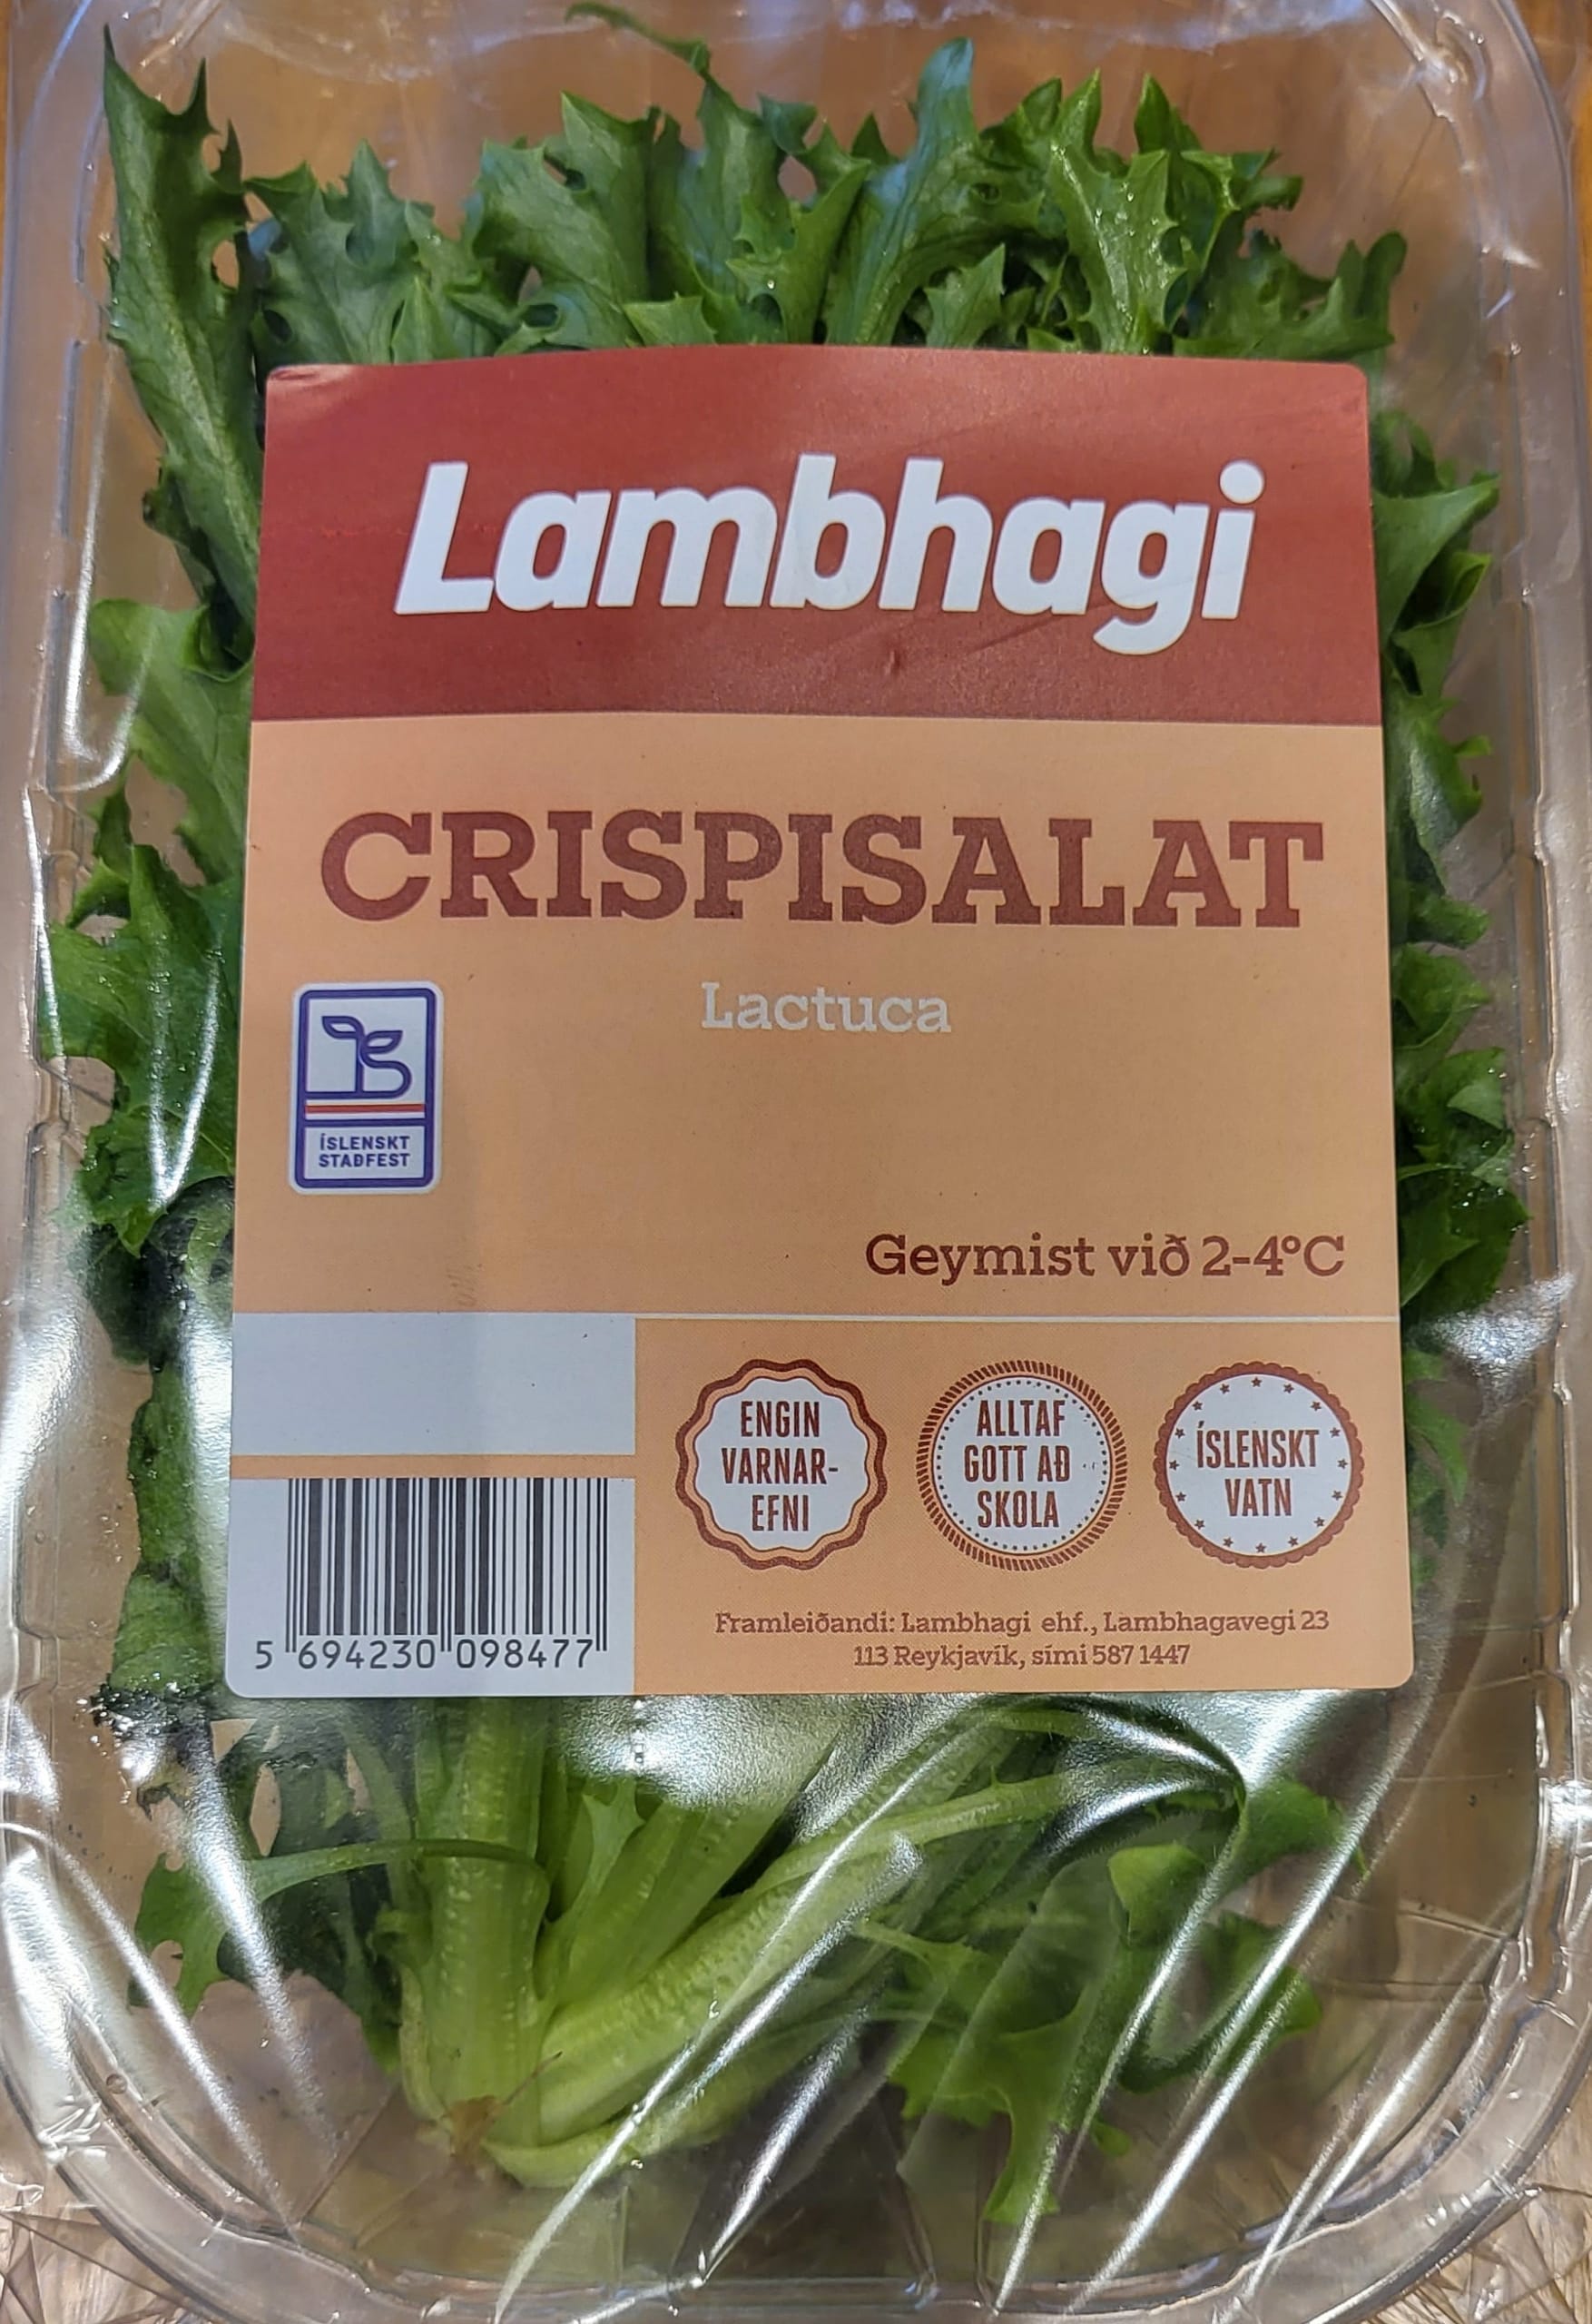 Lambhagi
CRISPISALAT
Lactuca
ÍSLENSKT
STAÐFEST
Geymist við 2-4°C
ENGIN
VARNAR-
EFNI
ALLTAF
GOTT AÐ
SKOLA
ÍSLENSKT
VATN
5 694230 098477
Framleiðandi: Lambhagi ehf., Lambhagavegi 23
113 Reykjavík, sími 587 1447